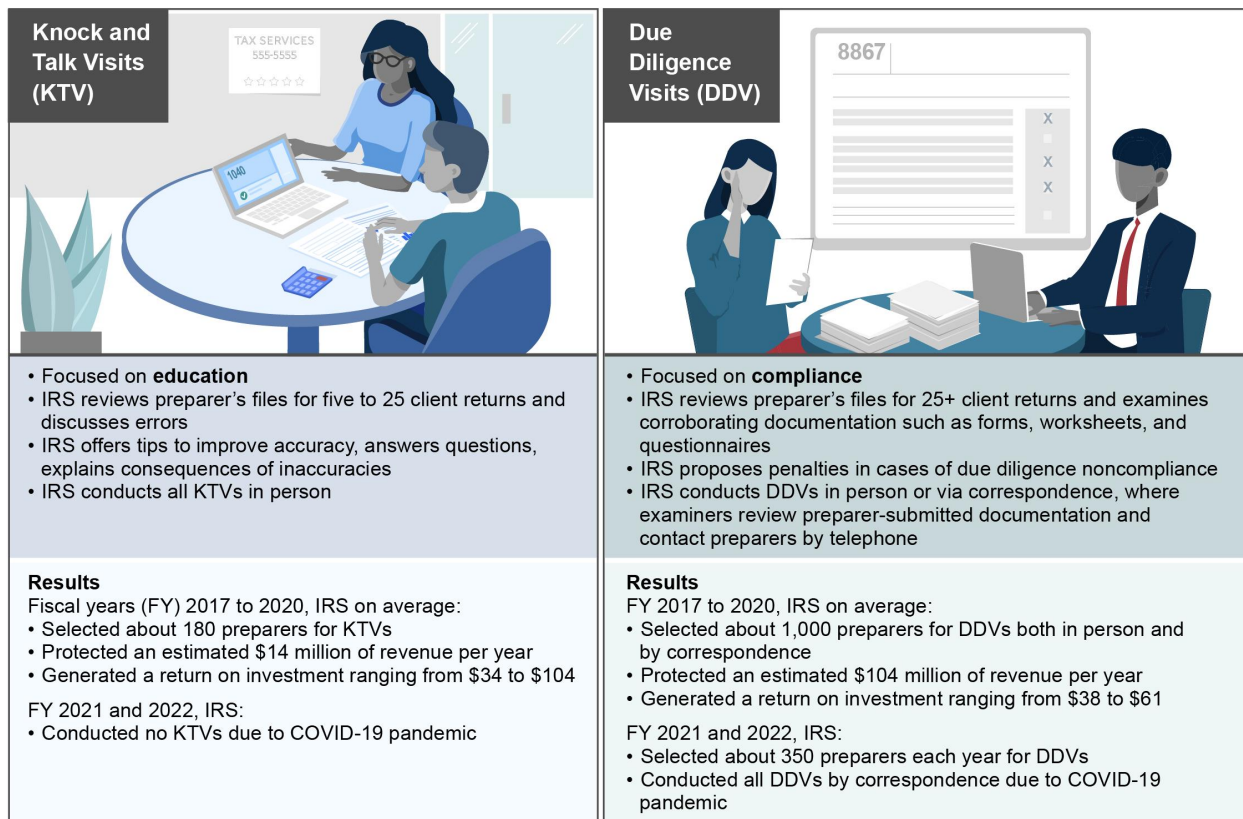 Knock and
Talk Visits
(KTV)
TAX SERVICES
555-5555
1040
• Focused on education
• IRS reviews preparer's files for five to 25 client returns and
discusses errors
• IRS offers tips to improve accuracy, answers questions,
explains consequences of inaccuracies
• IRS conducts all KTVs in person
Results
Fiscal years (FY) 2017 to 2020, IRS on average:
• Selected about 180 preparers for KTVs
• Protected an estimated $14 million of revenue per year
• Generated a return on investment ranging from $34 to $104
FY 2021 and 2022, IRS:
• Conducted no KTVs due to COVID-19 pandemic
Due
Diligence
Visits (DDV)
8867
X
X
X
• Focused on compliance
• IRS reviews preparer's files for 25+ client returns and examines
corroborating documentation such as forms, worksheets, and
questionnaires
• IRS proposes penalties in cases of due diligence noncompliance
• IRS conducts DDVs in person or via correspondence, where
examiners review preparer-submitted documentation and
contact preparers by telephone
Results
FY 2017 to 2020, IRS on average:
• Selected about 1,000 preparers for DDVs both in person and
by correspondence
• Protected an estimated $104 million of revenue per year
• Generated a return on investment ranging from $38 to $61
FY 2021 and 2022, IRS:
• Selected about 350 preparers each year for DDVs
• Conducted all DDVs by correspondence due to COVID-19
pandemic